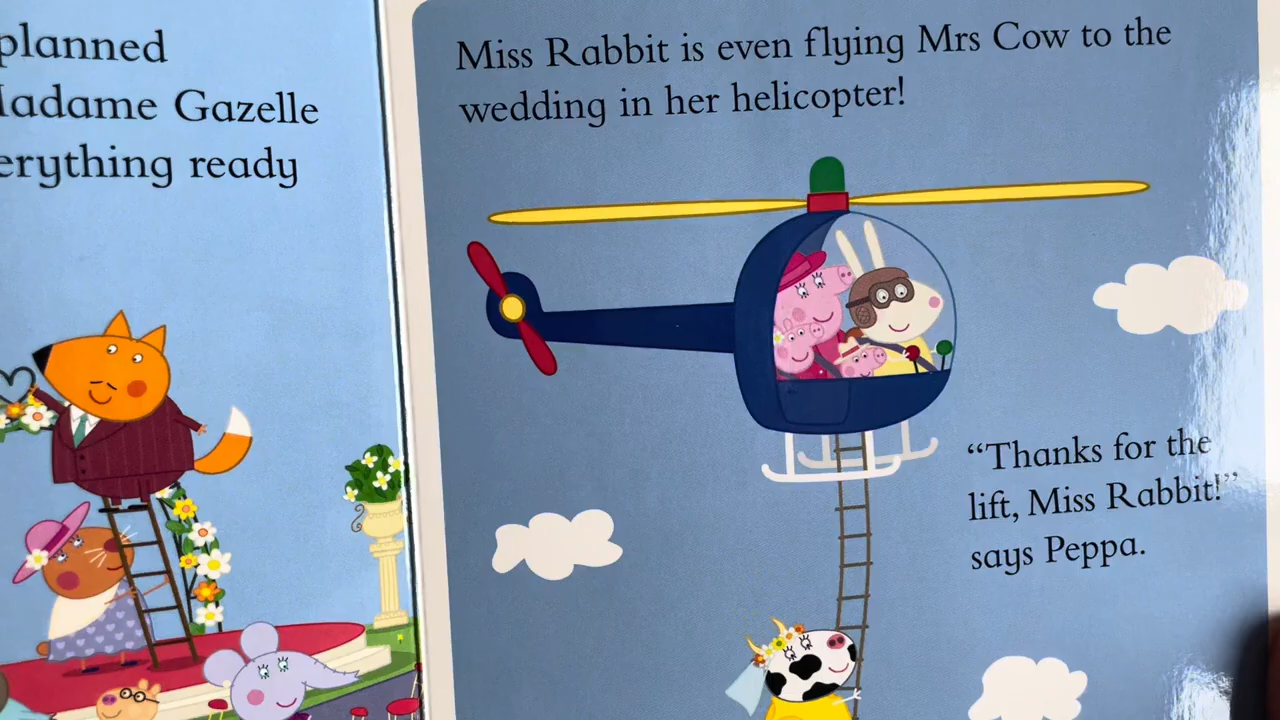 planned
Madame Gazelle
erything ready
Miss Rabbit is even flying Mrs Cow to the
wedding in her helicopter!
“Thanks for the
lift, Miss Rabbit!”
says Peppa.